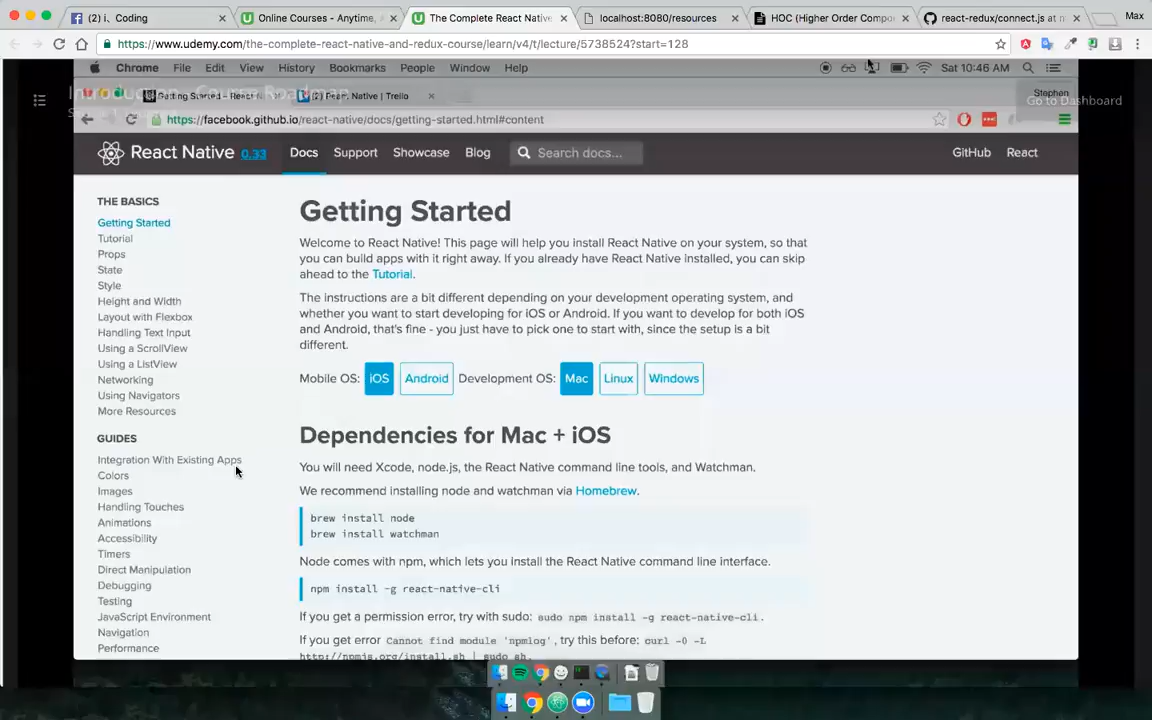 (2) i、Coding
Online Courses - Anytime,
The Complete React Native
localhost:8080/resources
HOC (Higher Order Compo
react-redux/connect.js at m
Max
https://www.udemy.com/the-complete-react-native-and-redux-course/learn/v4/t/lecture/5738524?start=128
Chrome File Edit View History Bookmarks People Window Help
Sat 10:46 AM
Introduction - Course Roadmap
Getting Started – React N
(2) React Native | Trello
Stephen
Go to Dashboard
https://facebook.github.io/react-native/docs/getting-started.html#content
React Native 0.33 Docs Support Showcase Blog Search docs... GitHub React
THE BASICS
Getting Started
Tutorial
Props
State
Style
Height and Width
Layout with Flexbox
Handling Text Input
Using a ScrollView
Using a ListView
Networking
Using Navigators
More Resources
GUIDES
Integration With Existing Apps
Colors
Images
Handling Touches
Animations
Accessibility
Timers
Direct Manipulation
Debugging
Testing
JavaScript Environment
Navigation
Performance
Getting Started
Welcome to React Native! This page will help you install React Native on your system, so that
you can build apps with it right away. If you already have React Native installed, you can skip
ahead to the Tutorial.
The instructions are a bit different depending on your development operating system, and
whether you want to start developing for iOS or Android. If you want to develop for both iOS
and Android, that's fine - you just have to pick one to start with, since the setup is a bit
different.
Mobile OS: iOS Android Development OS: Mac Linux Windows
Dependencies for Mac + iOS
You will need Xcode, node.js, the React Native command line tools, and Watchman.
We recommend installing node and watchman via Homebrew.
brew install node
brew install watchman
Node comes with npm, which lets you install the React Native command line interface.
npm install -g react-native-cli
If you get a permission error, try with sudo: sudo npm install -g react-native-cli.
If you get error Cannot find module 'npmlog', try this before: curl -0 -L
http://npmjs.org/install.sh | sudo sh.